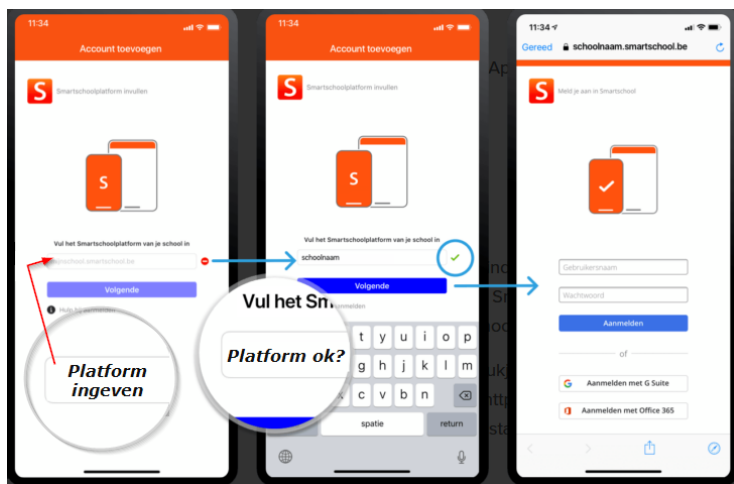 11:34
Account toevoegen
S
Smartschoolplatform invullen
S
Vul het Smartschoolplatform van je school in
Volgende
Platform
ingeven
11:34
Account toevoegen
S
Smartschoolplatform invullen
S
Vul het Smartschoolplatform van je school in
schoolnaam
Volgende
Vul het Sm
Platform ok?
t y u i o p
g h j k l m
c v b n
spatie
return
11:34
Gereed
schoolnaam.smartschool.be
S
Meld je aan in Smartschool
Gebruikersnaam
Wachtwoord
Aanmelden
of
G Aanmelden met G Suite
Aanmelden met Office 365